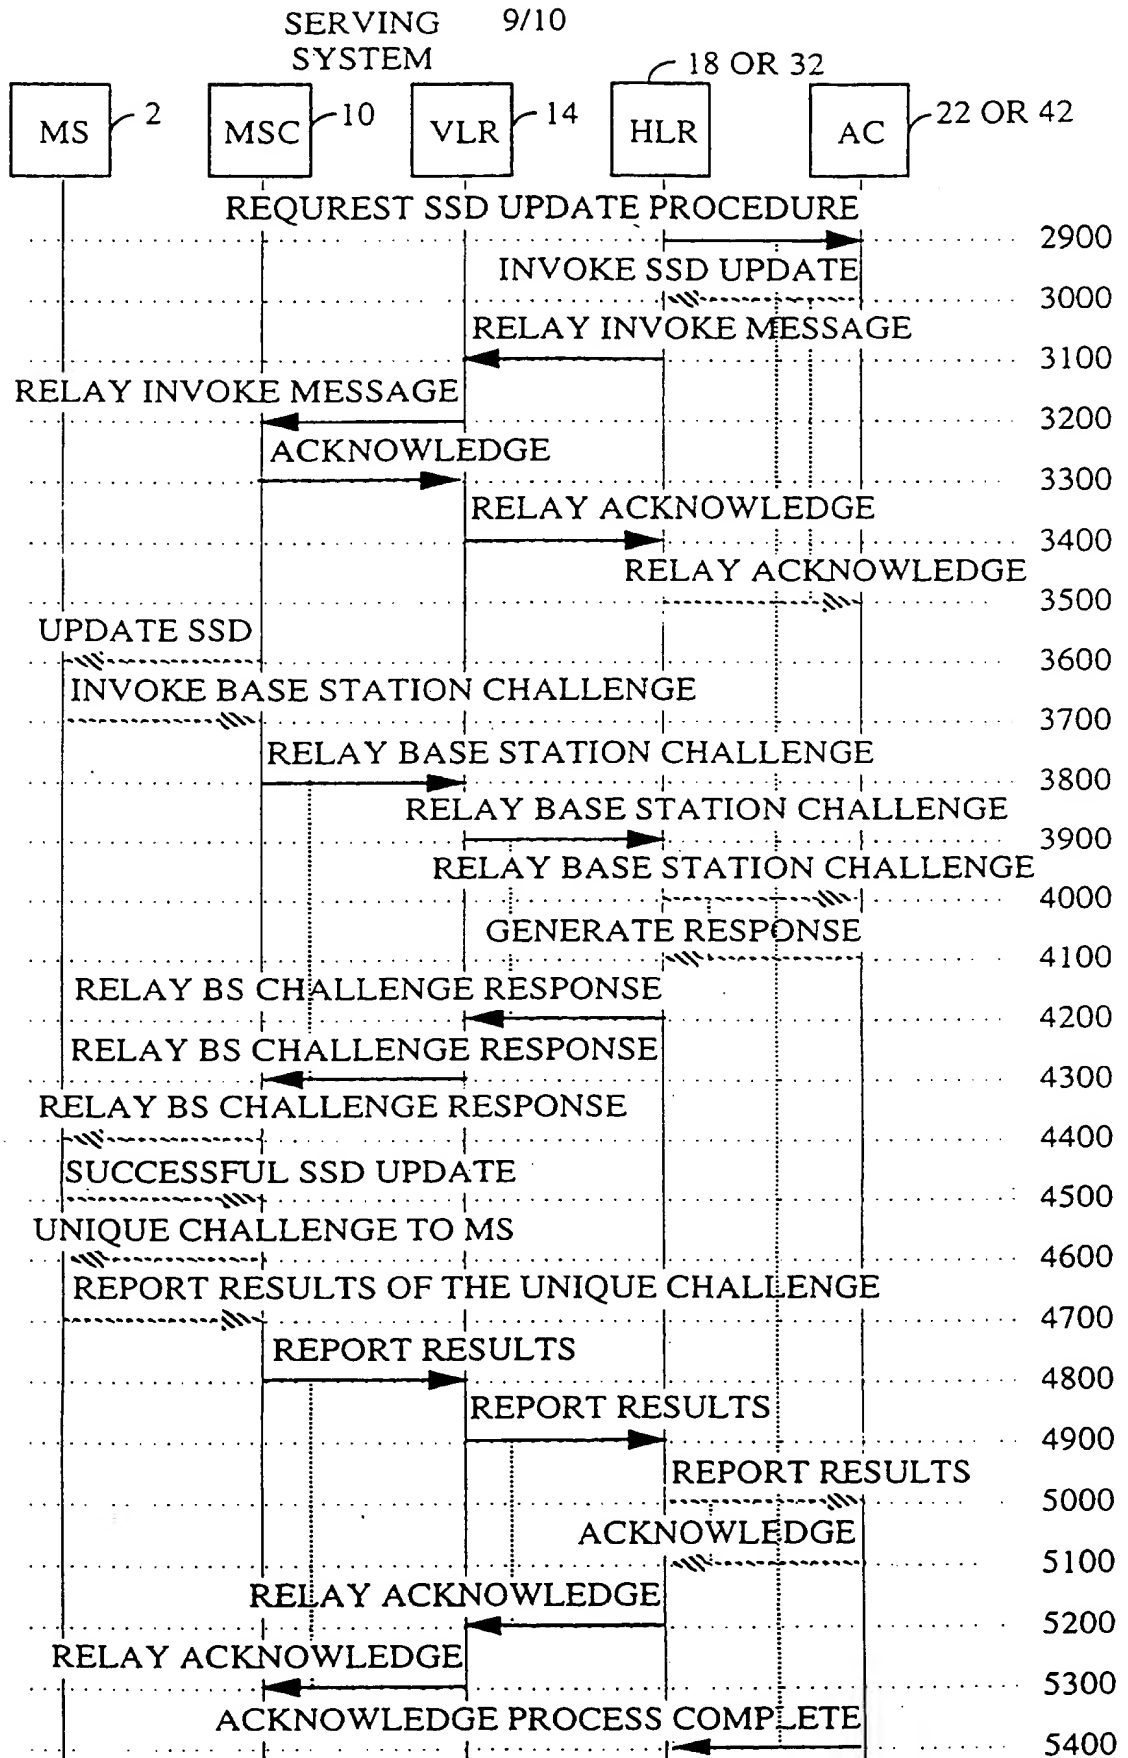 SERVING 9/10
SYSTEM
18 OR 32
MS 2 MSC 10 VLR 14 HLR AC 22 OR 42
REQUREST SSD UPDATE PROCEDURE
2900
INVOKE SSD UPDATE
3000
RELAY INVOKE MESSAGE
3100
RELAY INVOKE MESSAGE
3200
ACKNOWLEDGE
3300
RELAY ACKNOWLEDGE
3400
RELAY ACKNOWLEDGE
3500
UPDATE SSD
3600
INVOKE BASE STATION CHALLENGE
3700
RELAY BASE STATION CHALLENGE
3800
RELAY BASE STATION CHALLENGE
3900
RELAY BASE STATION CHALLENGE
4000
GENERATE RESPONSE
4100
RELAY BS CHALLENGE RESPONSE
4200
RELAY BS CHALLENGE RESPONSE
4300
RELAY BS CHALLENGE RESPONSE
4400
SUCCESSFUL SSD UPDATE
4500
UNIQUE CHALLENGE TO MS
4600
REPORT RESULTS OF THE UNIQUE CHALLENGE
4700
REPORT RESULTS
4800
REPORT RESULTS
4900
REPORT RESULTS
5000
ACKNOWLEDGE
5100
RELAY ACKNOWLEDGE
5200
RELAY ACKNOWLEDGE
5300
ACKNOWLEDGE PROCESS COMPLETE
5400